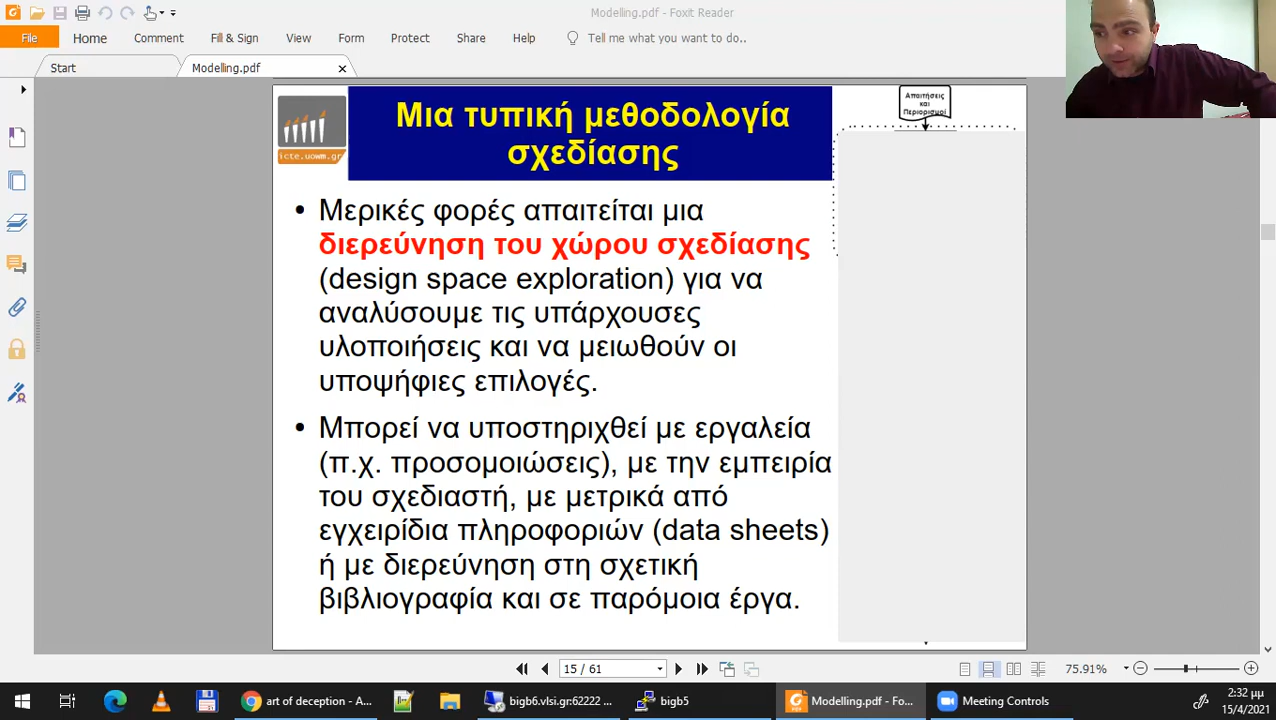 Modelling.pdf - Foxit Reader
File Home Comment Fill & Sign View Form Protect Share Help Tell me what you want to do..
Start Modelling.pdf
icte.uowm.gr
Μια τυπική μεθοδολογία
σχεδίασης
Απαιτήσεις
και
Περιορισμοί
• Μερικές φορές απαιτείται μια
διερεύνηση του χώρου σχεδίασης
(design space exploration) για να
αναλύσουμε τις υπάρχουσες
υλοποιήσεις και να μειωθούν οι
υποψήφιες επιλογές.
• Μπορεί να υποστηριχθεί με εργαλεία
(π.χ. προσομοιώσεις), με την εμπειρία
του σχεδιαστή, με μετρικά από
εγχειρίδια πληροφοριών (data sheets)
ή με διερεύνηση στη σχετική
βιβλιογραφία και σε παρόμοια έργα.
15 / 61 75.91%
art of deception - A... bigb6.vlsi.gr:62222 ... bigb5 Modelling.pdf - Fo... Meeting Controls
2:32 μμ
15/4/2021